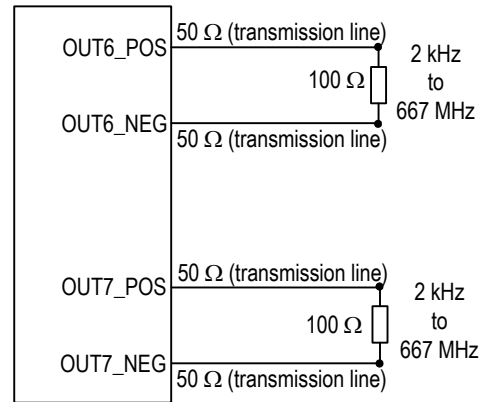 50 Ω (transmission line)
OUT6_POS
2 kHz
100 Ω
to
667 MHz
OUT6_NEG
50 Ω (transmission line)
50 Ω (transmission line)
OUT7_POS
2 kHz
100 Ω
to
667 MHz
OUT7_NEG
50 Ω (transmission line)